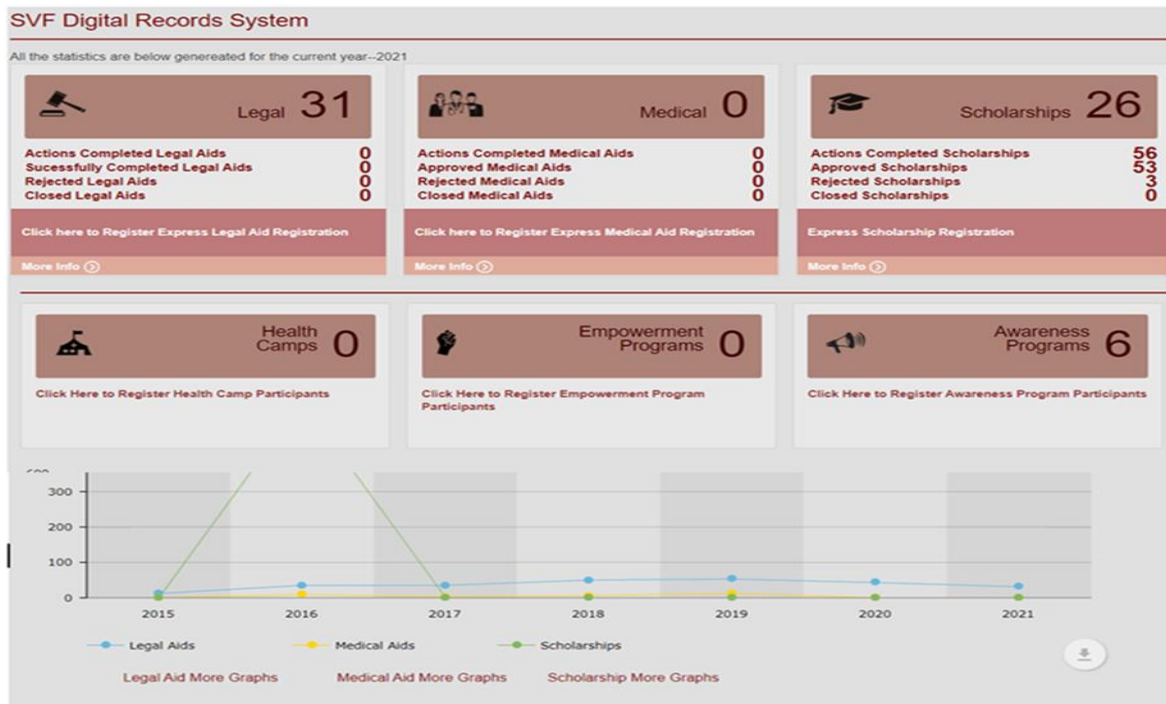 SVF Digital Records System
All the statistics are below genereated for the current year--2021
Legal 31
Actions Completed Legal Aids 0
Sucessfully Completed Legal Aids 0
Rejected Legal Aids 0
Closed Legal Aids 0
Click here to Register Express Legal Aid Registration
More Info
Medical 0
Actions Completed Medical Aids 0
Approved Medical Aids 0
Rejected Medical Aids 0
Closed Medical Aids 0
Click here to Register Express Medical Aid Registration
More Info
Scholarships 26
Actions Completed Scholarships 56
Approved Scholarships 53
Rejected Scholarships 3
Closed Scholarships 0
Express Scholarship Registration
More Info
Health
Camps 0
Click Here to Register Health Camp Participants
Empowerment
Programs 0
Click Here to Register Empowerment Program
Participants
Awareness
Programs 6
Click Here to Register Awareness Program Participants
300
200
100
0
2015 2016 2017 2018 2019 2020 2021
Legal Aids Medical Aids Scholarships
Legal Aid More Graphs Medical Aid More Graphs Scholarship More Graphs